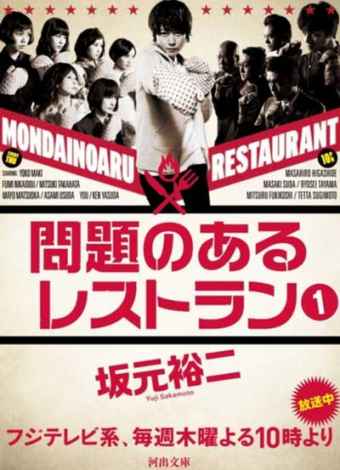 MONDAINOARU
RESTAURANT
STARRING YOKO MAKI
FUMI NIKAIDOU / MITSUKI TAKAHATA
MAYU MATSUOKA / ASAMI USUDA YOU / KEN YASUDA
MASAHIRO HIGASHIDE
MASAKI SUDA / RYOSEI TAYAMA
MITSURU FUKIKOSHI / TETTA SUGIMOTO
問題のある
レストラン1
坂元裕二
Yuji Sakamoto
放送中
フジテレビ系、毎週木曜よる10時より
河出文庫